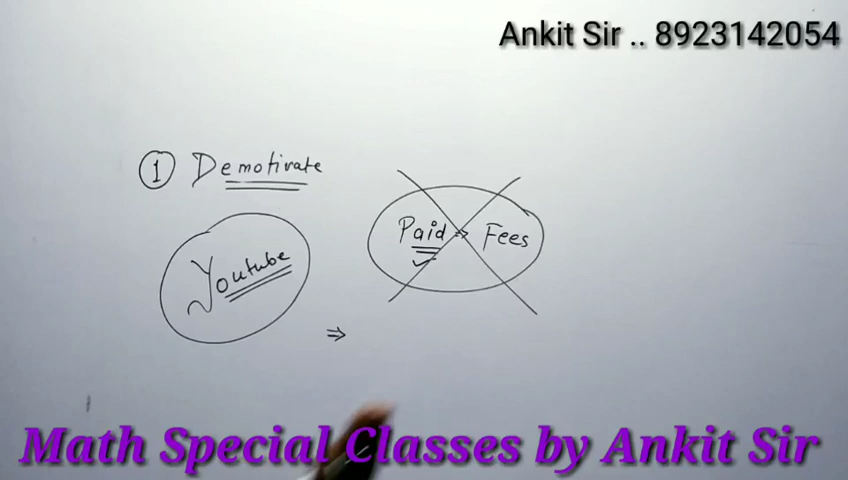 Ankit Sir .. 8923142054
1 Demotivate
Youtube
Paid ⇒ Fees
⇒
Math Special Classes by Ankit Sir